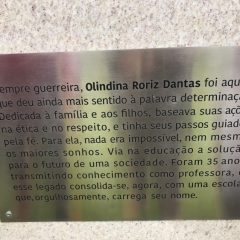 empre guerreira, Olindina Roriz Dantas foi aqu
que deu ainda mais sentido à palavra determinaç
Dedicada à família e aos filhos, baseava suas açõ
na ética e no respeito, e tinha seus passos guiad
pela fé. Para ela, nada era impossível, nem mesm
os maiores sonhos. Via na educação a soluçã
para o futuro de uma sociedade. Foram 35 ano
transmitindo conhecimento como professora, e
esse legado consolida-se, agora, com uma escola
que, orgulhosamente, carrega seu nome.